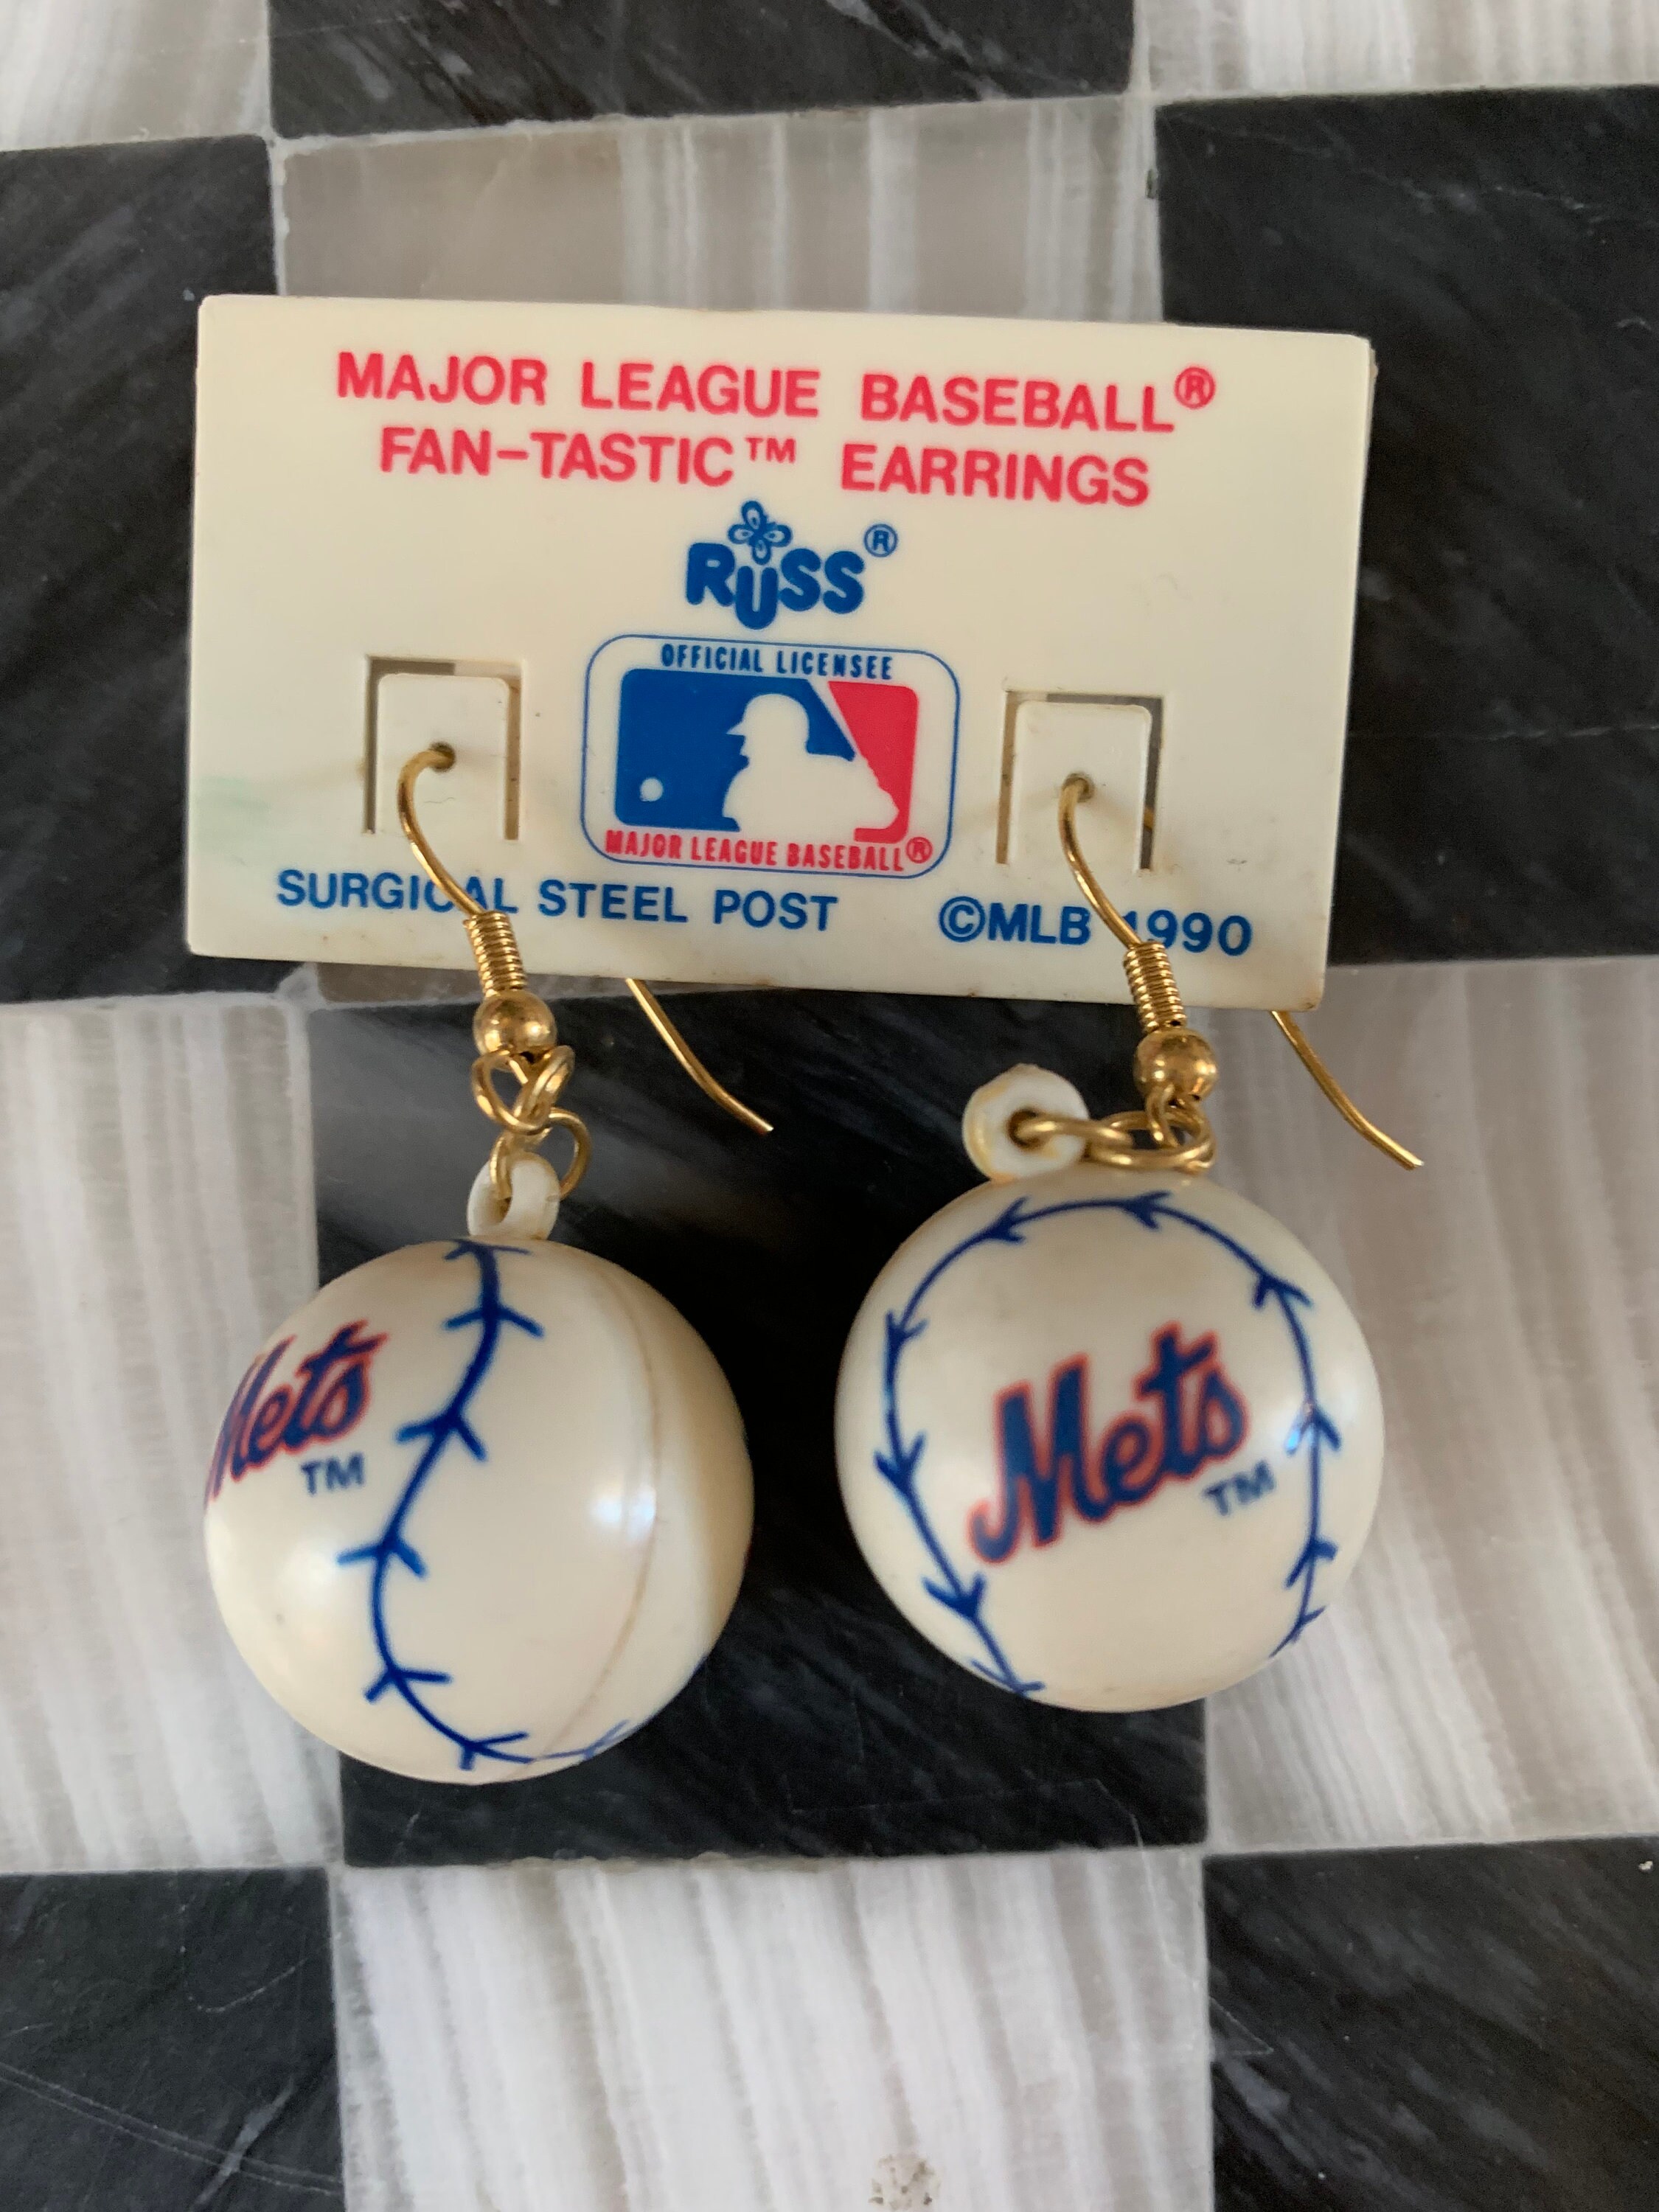 MAJOR LEAGUE BASEBALL®
FAN-TASTIC™ EARRINGS
RUSS®
OFFICIAL LICENSEE
MAJOR LEAGUE BASEBALL®
SURGICAL STEEL POST ©MLB 1990
Mets
TM
Mets
TM